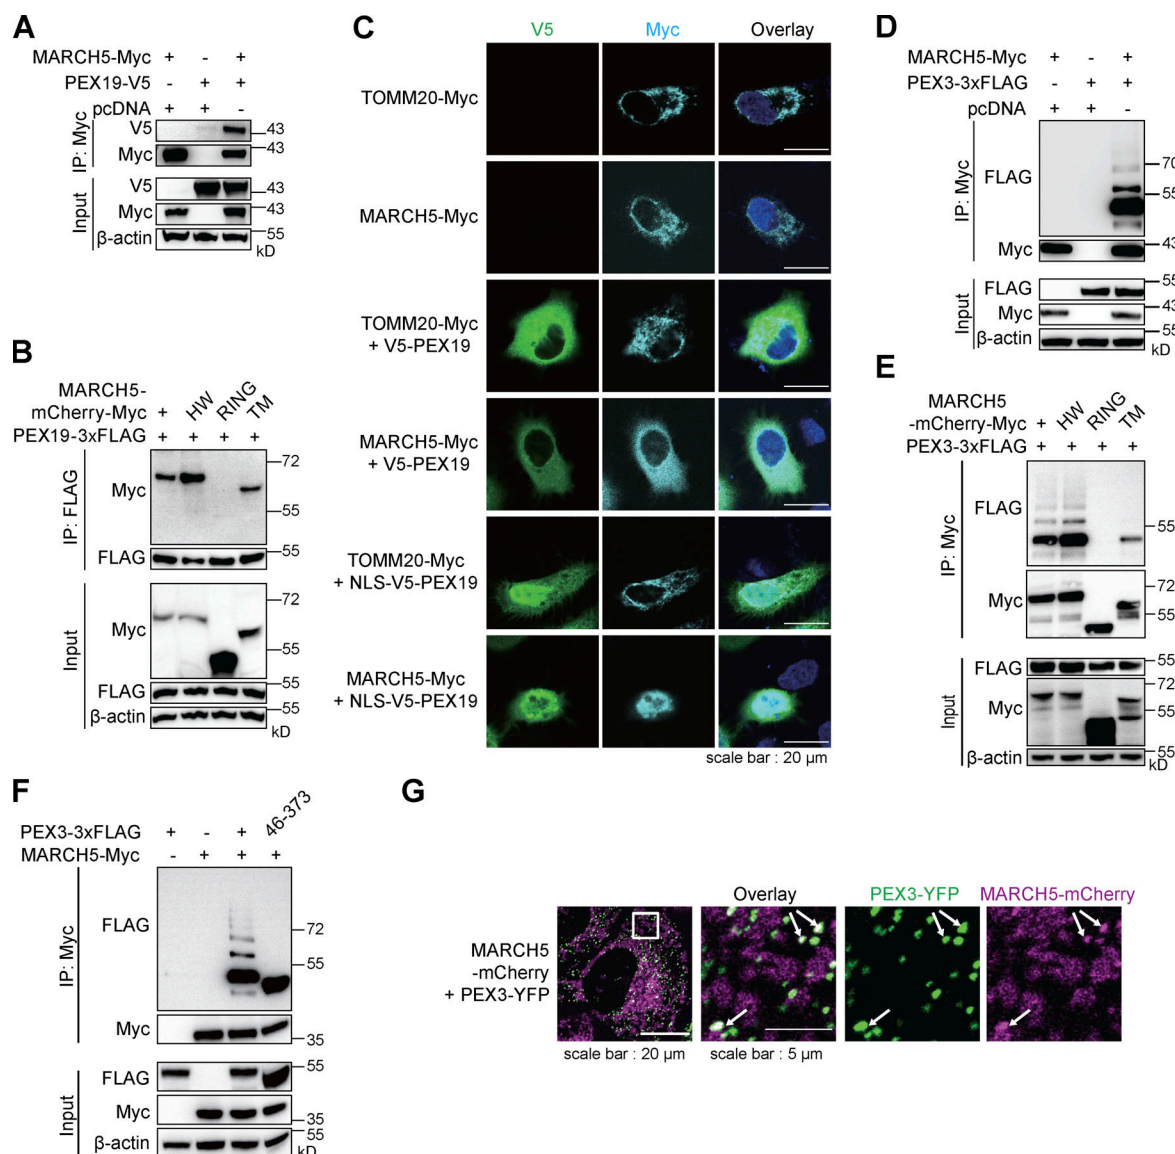 A
MARCH5-Myc + - +
PEX19-V5 - + +
pcDNA + + -
IP: Myc
V5 43
Myc 43
Input
V5 43
Myc 43
β-actin 55
kD
B
MARCH5-
mCherry-Myc + HW RING TM
PEX19-3xFLAG + + + +
IP: FLAG
Myc 72
55
FLAG 55
Input
Myc 72
55
FLAG 55
β-actin 55
kD
C
V5 Myc Overlay
TOMM20-Myc
MARCH5-Myc
TOMM20-Myc
+ V5-PEX19
MARCH5-Myc
+ V5-PEX19
TOMM20-Myc
+ NLS-V5-PEX19
MARCH5-Myc
+ NLS-V5-PEX19
scale bar : 20 µm
D
MARCH5-Myc + - +
PEX3-3xFLAG - + +
pcDNA + + -
IP: Myc
FLAG 70
55
Myc 43
Input
FLAG 55
Myc 43
β-actin 55
kD
E
MARCH5
-mCherry-Myc + HW RING TM
PEX3-3xFLAG + + + +
IP: Myc
FLAG 55
Myc 72
55
Input
FLAG 55
Myc 72
55
β-actin 55
kD
F
PEX3-3xFLAG + - + 46-373
MARCH5-Myc - + + +
IP: Myc
FLAG 72
55
Myc 35
Input
FLAG 55
Myc 35
β-actin 55
kD
G
Overlay PEX3-YFP MARCH5-mCherry
MARCH5
-mCherry
+ PEX3-YFP
scale bar : 20 µm scale bar : 5 µm